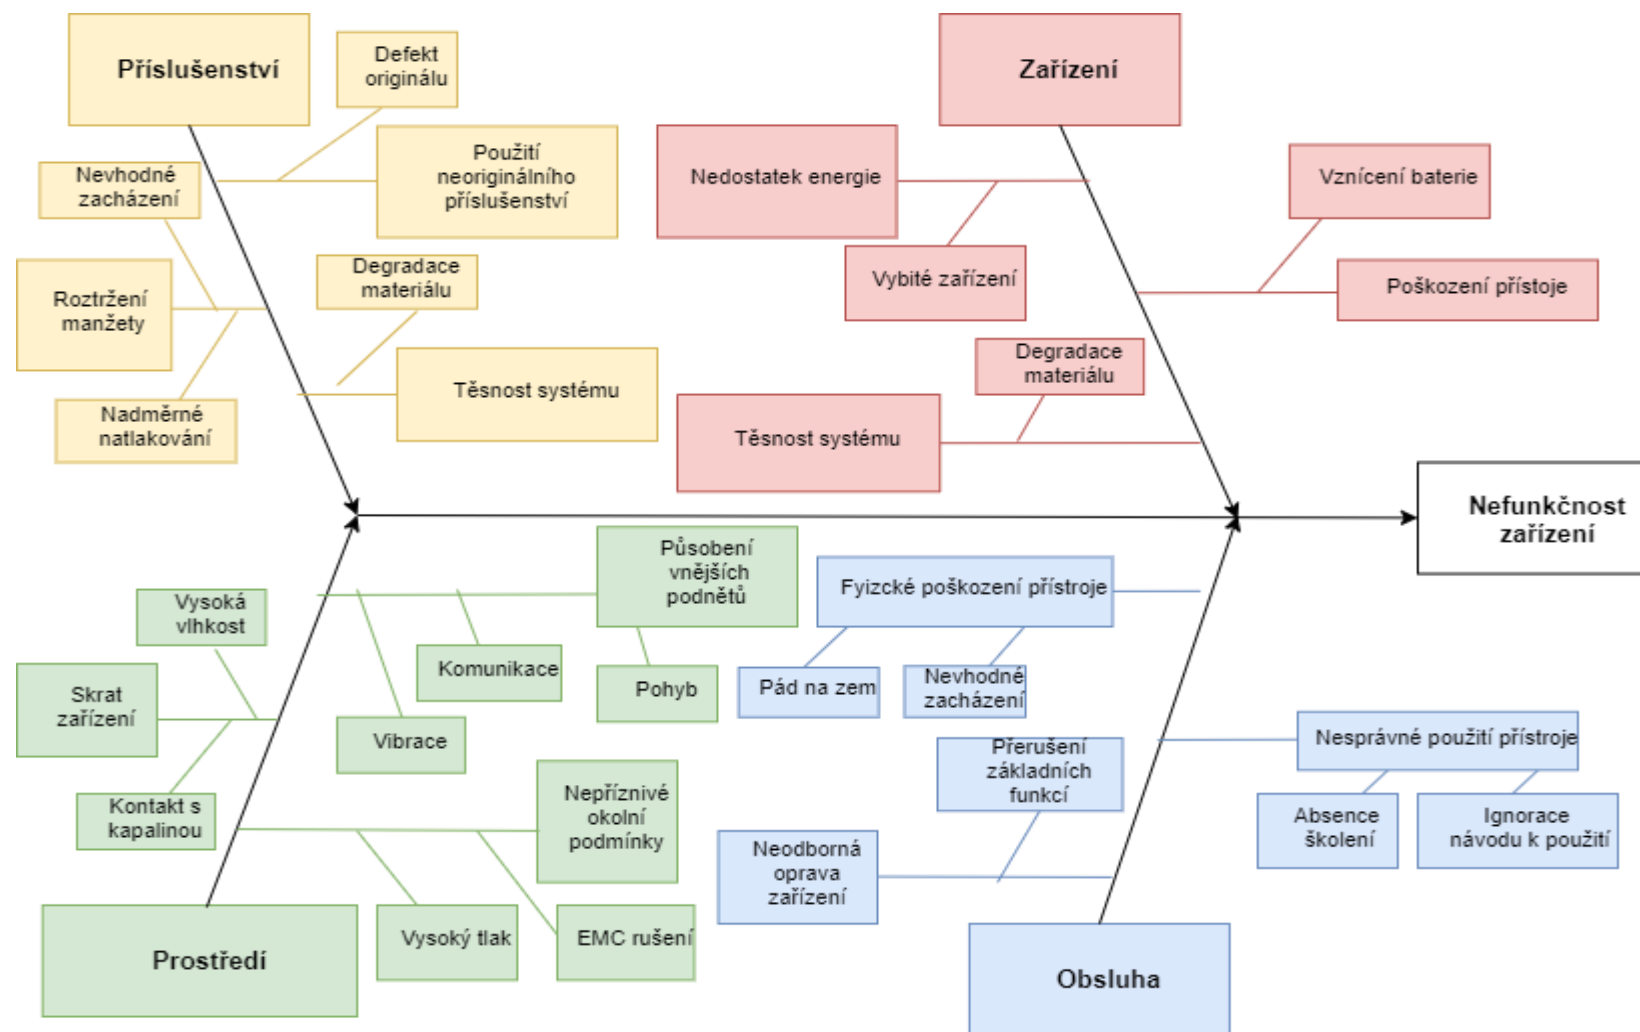 Příslušenství
Defekt
originálu
Použití
neoriginálního
příslušenství
Nevhodné
zacházení
Roztržení
manžety
Nadměrné
natlakování
Degradace
materiálu
Těsnost systému
Zařízení
Nedostatek energie
Vybité zařízení
Vznícení baterie
Poškození přístoje
Degradace
materiálu
Těsnost systému
Nefunkčnost
zařízení
Působení
vnějších
podnětů
Vysoká
vlhkost
Komunikace
Pohyb
Skrat
zařízení
Vibrace
Kontakt s
kapalinou
Nepříznivé
okolní
podmínky
Vysoký tlak
EMC rušení
Prostředí
Fyizcké poškození přístroje
Pád na zem
Nevhodné
zacházení
Přerušení
základních
funkcí
Nesprávné použití přístroje
Absence
školení
Ignorace
návodu k použití
Neodborná
oprava
zařízení
Obsluha